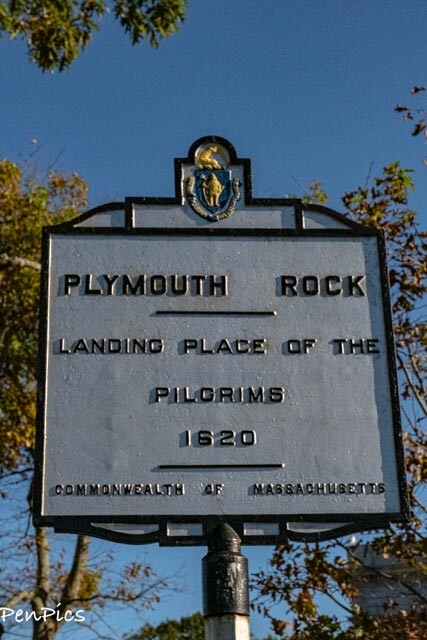 PLYMOUTH ROCK
LANDING PLACE OF THE
PILGRIMS
1620
COMMONWEALTH OF MASSACHUSETTS
PenPics